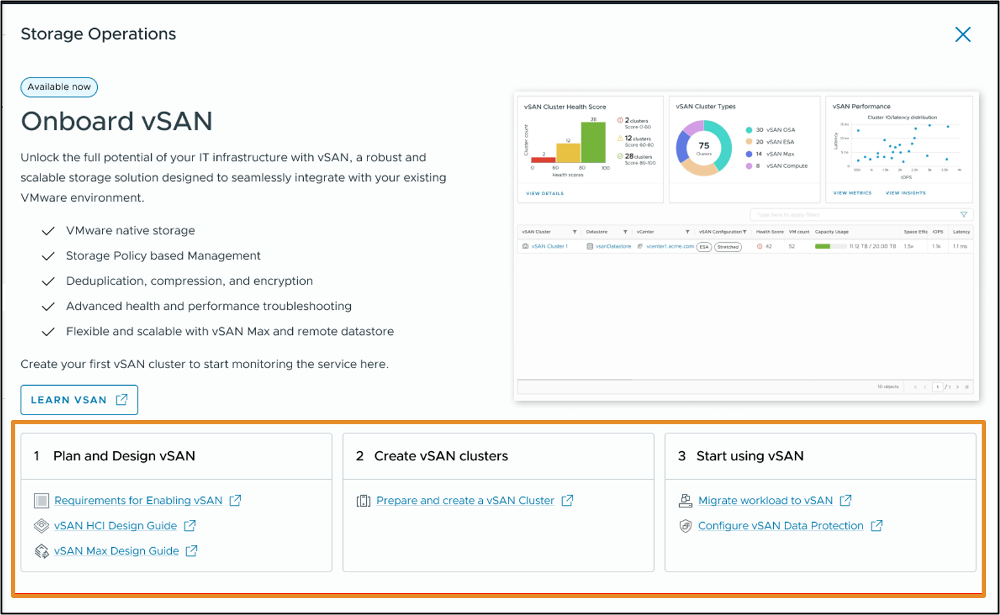 Storage Operations
Available now
Onboard vSAN
Unlock the full potential of your IT infrastructure with vSAN, a robust and
scalable storage solution designed to seamlessly integrate with your existing
VMware environment.
VMware native storage
Storage Policy based Management
Deduplication, compression, and encryption
Advanced health and performance troubleshooting
Flexible and scalable with vSAN Max and remote datastore
Create your first vSAN cluster to start monitoring the service here.
LEARN VSAN
vSAN Cluster Health Score
Cluster count
2
12
28
0 60 80 100
Health scores
2 clusters
Score 0-60
12 clusters
Score 60-80
28 clusters
Score 80-100
VIEW DETAILS
vSAN Cluster Types
75
Clusters
30 vSAN OSA
20 vSAN ESA
14 vSAN Max
8 vSAN Compute
vSAN Performance
Cluster IO/latency distribution
Latency
15 ms
10 ms
5 ms
0
500 1k 1.5k 2k 2.5k 3k 3.5k 4k
IOPS
VIEW METRICS VIEW INSIGHTS
Type here to apply filters
vSAN Cluster Datastore vCenter vSAN Configuration Health Score VM count Capacity Usage Space Effic IOPS Latency
vSAN Cluster 1 vsanDatastore vcenter1.acme.com ESA Stretched 42 52 11.12 TB / 20.00 TB 1.5x 1.1k 1.1 ms
10 objects 1 / 1
1 Plan and Design vSAN
Requirements for Enabling vSAN
vSAN HCI Design Guide
vSAN Max Design Guide
2 Create vSAN clusters
Prepare and create a vSAN Cluster
3 Start using vSAN
Migrate workload to vSAN
Configure vSAN Data Protection